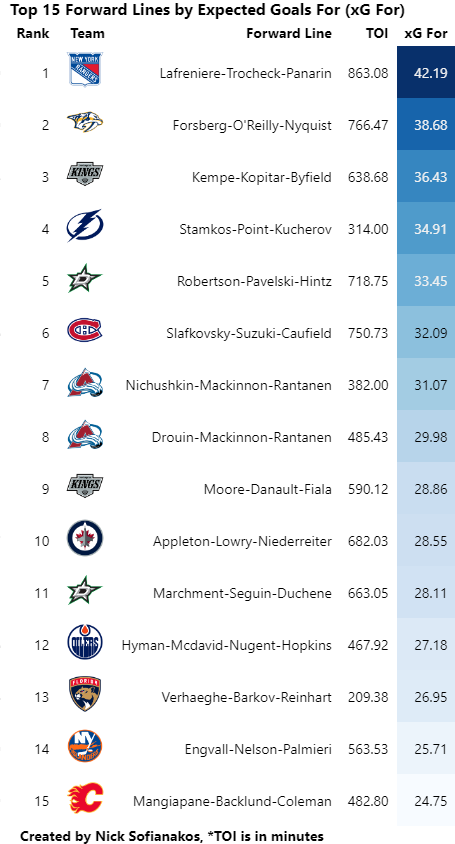 Top 15 Forward Lines by Expected Goals For (xG For)
Rank Team Forward Line TOI xG For
1 NEW YORK RANGERS Lafreniere-Trocheck-Panarin 863.08 42.19
2 Forsberg-O'Reilly-Nyquist 766.47 38.68
3 KINGS Kempe-Kopitar-Byfield 638.68 36.43
4 Stamkos-Point-Kucherov 314.00 34.91
5 D Robertson-Pavelski-Hintz 718.75 33.45
6 Slafkovsky-Suzuki-Caufield 750.73 32.09
7 Nichushkin-Mackinnon-Rantanen 382.00 31.07
8 Drouin-Mackinnon-Rantanen 485.43 29.98
9 KINGS Moore-Danault-Fiala 590.12 28.86
10 Appleton-Lowry-Niederreiter 682.03 28.55
11 D Marchment-Seguin-Duchene 663.05 28.11
12 OILERS Hyman-Mcdavid-Nugent-Hopkins 467.92 27.18
13 FLORIDA Verhaeghe-Barkov-Reinhart 209.38 26.95
14 NY Engvall-Nelson-Palmieri 563.53 25.71
15 C Mangiapane-Backlund-Coleman 482.80 24.75
Created by Nick Sofianakos, *TOI is in minutes